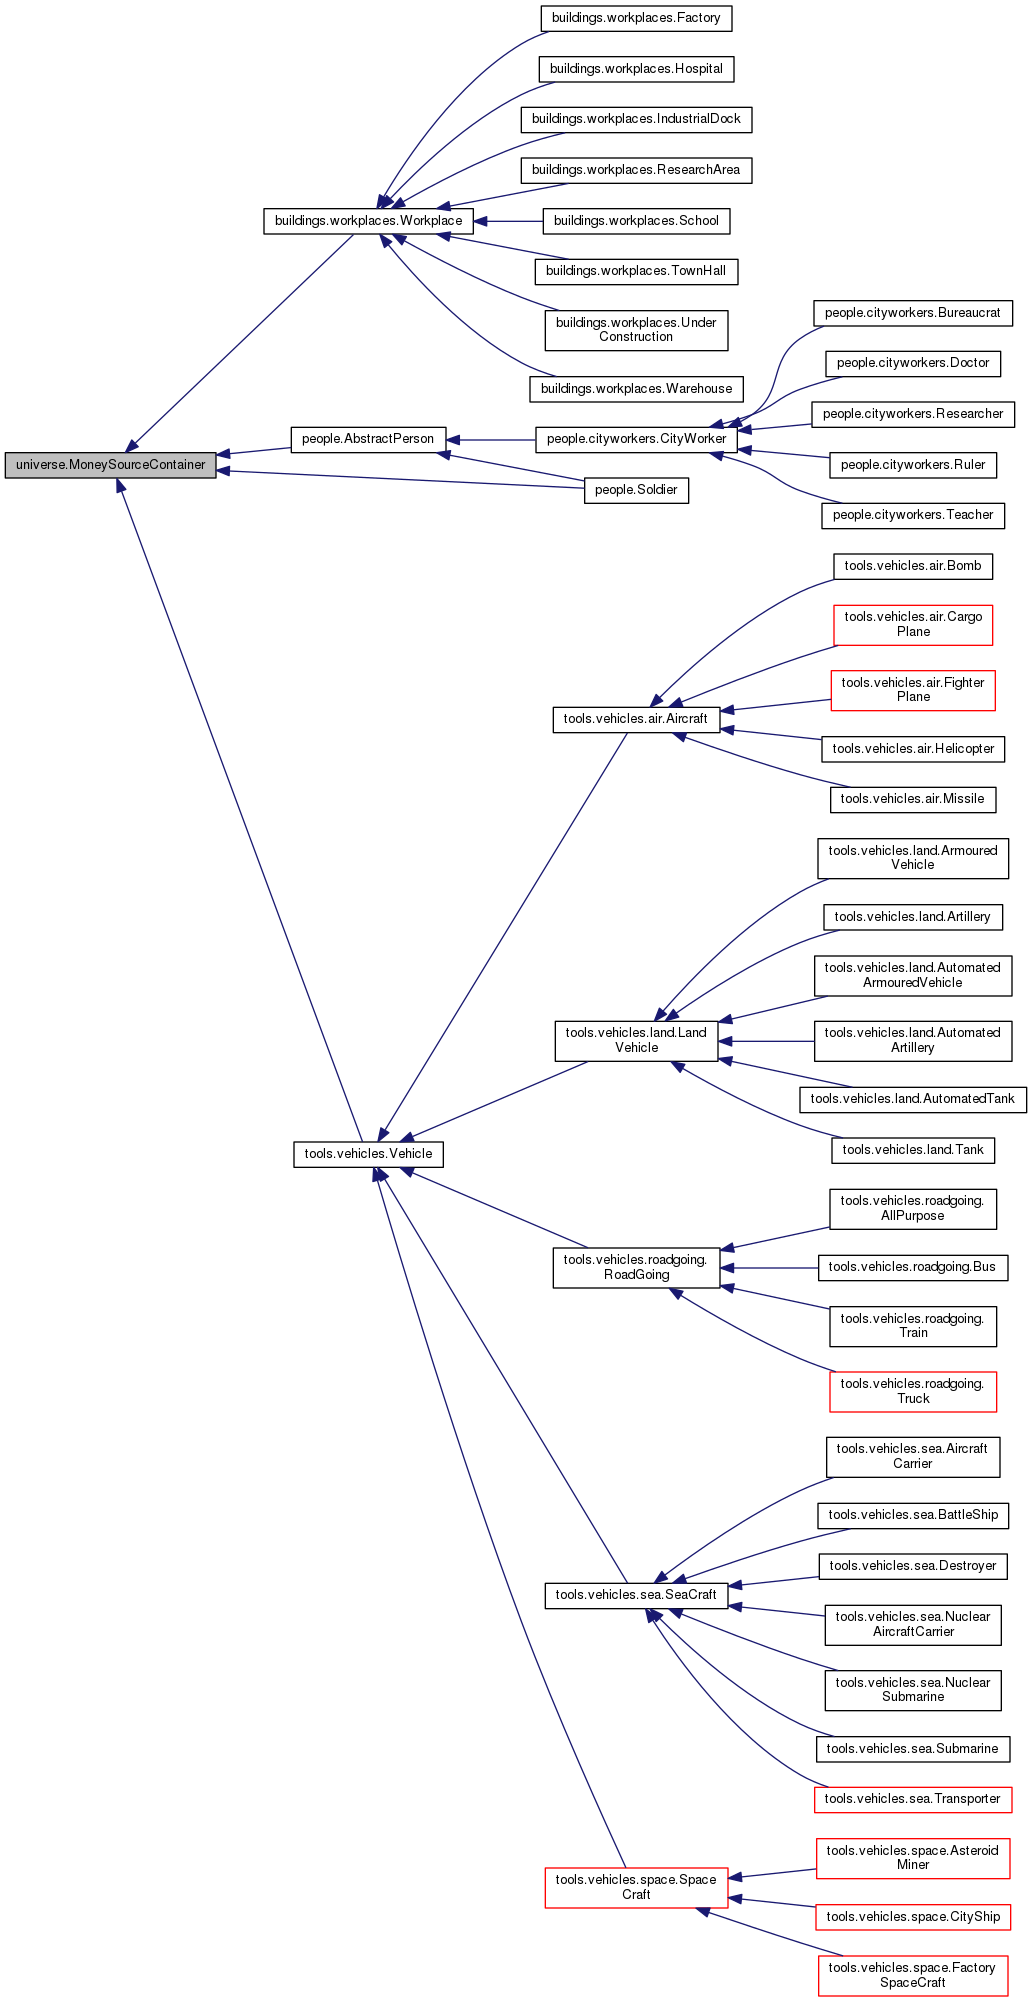 buildings.workplaces.Factory
buildings.workplaces.Hospital
buildings.workplaces.IndustrialDock
buildings.workplaces.ResearchArea
buildings.workplaces.Workplace
buildings.workplaces.School
buildings.workplaces.TownHall
buildings.workplaces.Under
Construction
buildings.workplaces.Warehouse
people.cityworkers.Bureaucrat
people.cityworkers.Doctor
people.cityworkers.Researcher
people.AbstractPerson
people.cityworkers.CityWorker
universe.MoneySourceContainer
people.cityworkers.Ruler
people.Soldier
people.cityworkers.Teacher
tools.vehicles.air.Bomb
tools.vehicles.air.Cargo
Plane
tools.vehicles.air.Fighter
Plane
tools.vehicles.air.Aircraft
tools.vehicles.air.Helicopter
tools.vehicles.air.Missile
tools.vehicles.land.Armoured
Vehicle
tools.vehicles.land.Artillery
tools.vehicles.land.Automated
ArmouredVehicle
tools.vehicles.land.Land
Vehicle
tools.vehicles.land.Automated
Artillery
tools.vehicles.land.AutomatedTank
tools.vehicles.land.Tank
tools.vehicles.Vehicle
tools.vehicles.roadgoing.
AllPurpose
tools.vehicles.roadgoing.
RoadGoing
tools.vehicles.roadgoing.Bus
tools.vehicles.roadgoing.
Train
tools.vehicles.roadgoing.
Truck
tools.vehicles.sea.Aircraft
Carrier
tools.vehicles.sea.BattleShip
tools.vehicles.sea.Destroyer
tools.vehicles.sea.SeaCraft
tools.vehicles.sea.Nuclear
AircraftCarrier
tools.vehicles.sea.Nuclear
Submarine
tools.vehicles.sea.Submarine
tools.vehicles.sea.Transporter
tools.vehicles.space.Asteroid
Miner
tools.vehicles.space.Space
Craft
tools.vehicles.space.CityShip
tools.vehicles.space.Factory
SpaceCraft